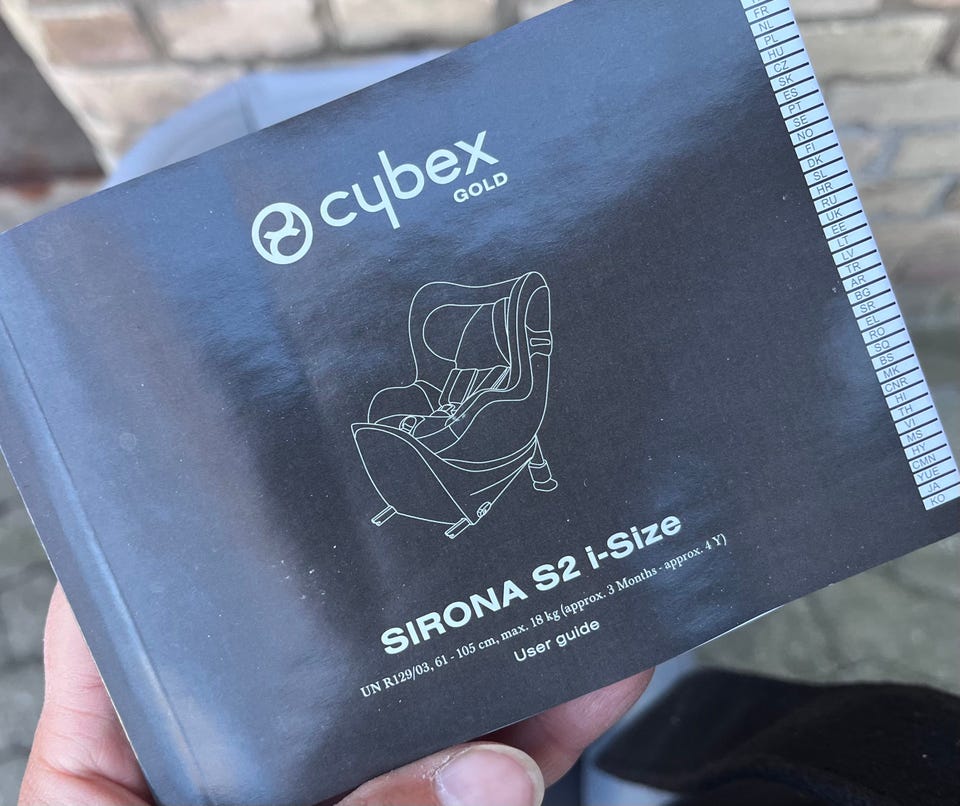 cybex
GOLD
SIRONA S2 i-Size
UN R129/03, 61 - 105 cm, max. 18 kg (approx. 3 Months - approx. 4 Y)
User guide
FR
NL
PL
HU
CZ
SK
ES
PT
SE
NO
FI
DK
SL
HR
RU
UK
EE
LT
LV
TR
AR
BG
SR
EL
RO
SQ
BS
MK
CNR
HI
TH
VI
MS
HY
CMN
YUE
JA
KO